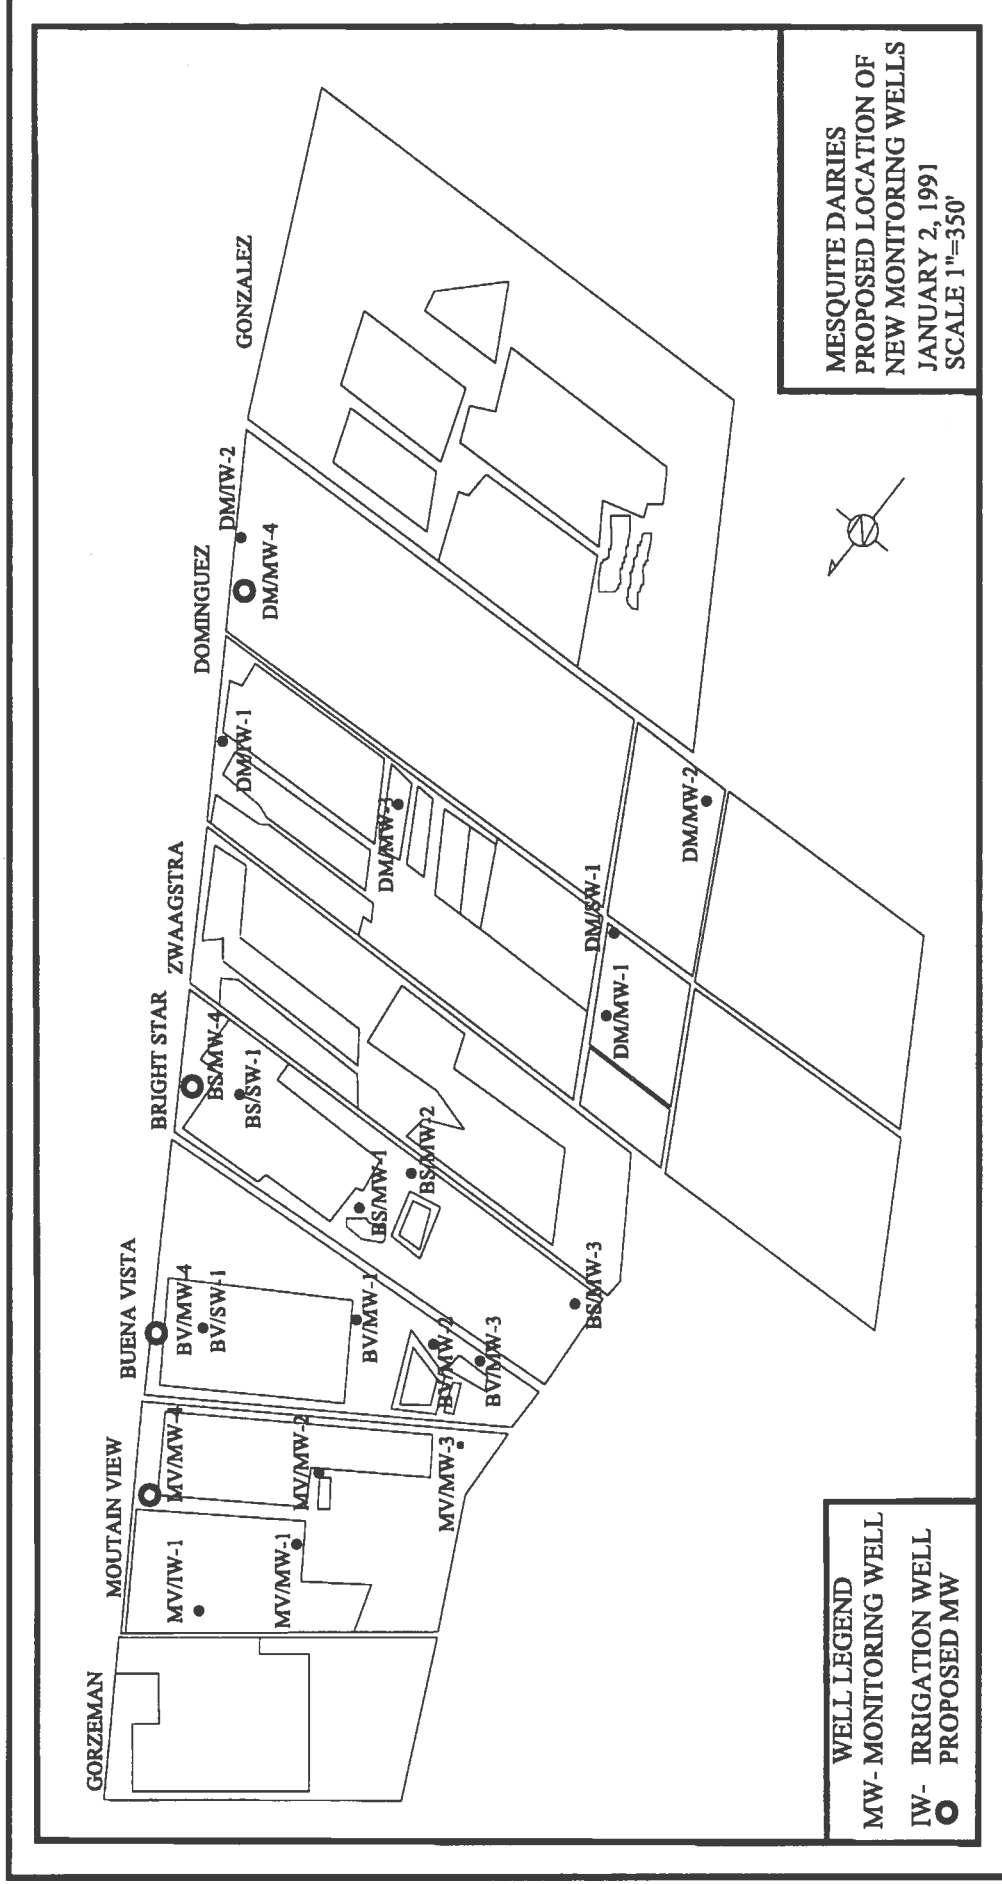 GORZEMAN
MOUTAIN VIEW
BUENA VISTA
BRIGHT STAR
ZWAAGSTRA
DOMINGUEZ
GONZALEZ
MV/IW-1
MV/MW-4
MV/MW-1
MV/MW-2
MV/MW-3
BV/MW-4
BV/SW-1
BV/MW-1
BV/MW-2
BV/MW-3
BS/MW-4
BS/SW-1
BS/MW-1
BS/MW-2
BS/MW-3
DM/IW-1
DM/IW-2
DM/MW-4
DM/MW-3
DM/SW-1
DM/MW-1
DM/MW-2
N
WELL LEGEND
MW- MONITORING WELL
IW- IRRIGATION WELL
PROPOSED MW
MESQUITE DAIRIES
PROPOSED LOCATION OF
NEW MONITORING WELLS
JANUARY 2, 1991
SCALE 1"=350'